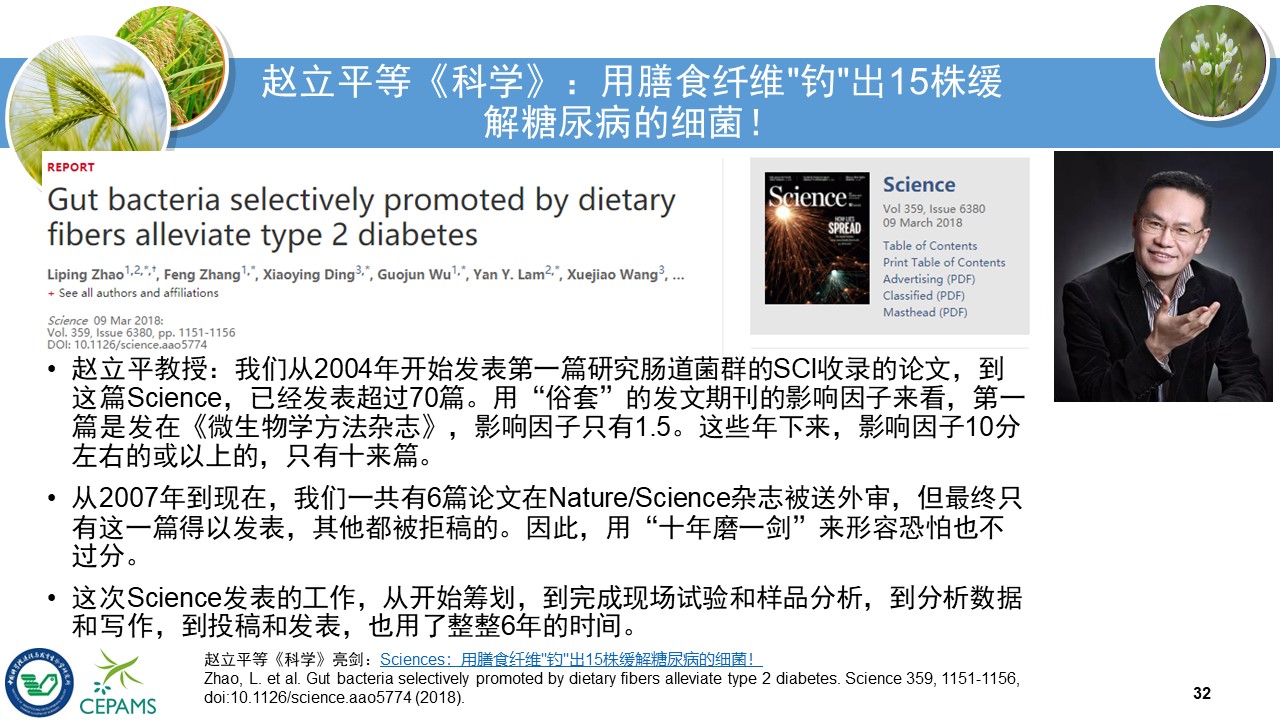 赵立平等《科学》：用膳食纤维"钓"出15株缓
解糖尿病的细菌！
REPORT
Gut bacteria selectively promoted by dietary
fibers alleviate type 2 diabetes
Liping Zhao1,2,*,†, Feng Zhang1,*, Xiaoying Ding3,*, Guojun Wu1,*, Yan Y. Lam2,*, Xuejiao Wang3, ...
+ See all authors and affiliations
Science 09 Mar 2018:
Vol. 359, Issue 6380, pp. 1151-1156
DOI: 10.1126/science.aao5774
Science
HOW LIES
SPREAD
Science
Vol 359, Issue 6380
09 March 2018
Table of Contents
Print Table of Contents
Advertising (PDF)
Classified (PDF)
Masthead (PDF)
• 赵立平教授：我们从2004年开始发表第一篇研究肠道菌群的SCI收录的论文，到
这篇Science，已经发表超过70篇。用“俗套”的发文期刊的影响因子来看，第一
篇是发在《微生物学方法杂志》，影响因子只有1.5。这些年下来，影响因子10分
左右的或以上的，只有十来篇。
• 从2007年到现在，我们一共有6篇论文在Nature/Science杂志被送外审，但最终只
有这一篇得以发表，其他都被拒稿的。因此，用“十年磨一剑”来形容恐怕也不
过分。
• 这次Science发表的工作，从开始筹划，到完成现场试验和样品分析，到分析数据
和写作，到投稿和发表，也用了整整6年的时间。
赵立平等《科学》亮剑：Sciences：用膳食纤维"钓"出15株缓解糖尿病的细菌！
Zhao, L. et al. Gut bacteria selectively promoted by dietary fibers alleviate type 2 diabetes. Science 359, 1151-1156,
doi:10.1126/science.aao5774 (2018).
CEPAMS
32